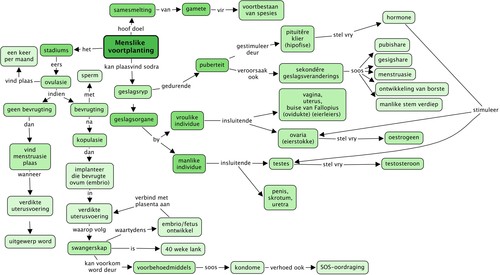 samesmelting
van
gamete
vir
voortbestaan
van spesies
hoof doel
Menslike
voortplanting
hormone
pituitêre
klier
(hipofise)
stel vry
gestimuleer
deur
stadiums
het
kan plaasvind sodra
puberteit
een keer
per maand
eers
vind plaas
ovulasie
sperm
met
indien
geslagsryp
gedurende
veroorsaak
ook
sekondére
geslagsveranderings
soos
pubishare
gesigshare
menstruasie
ontwikkeling van borste
manlike stem verdiep
geen bevrugting
bevrugting
geslagsorgane
vagina,
uterus,
buise van Fallopius
(ovidukte) (eierleiers)
stimuleer
dan
na
by
vroulike
individue
insluitende
kopulasie
ovaria
(eierstokke)
stel vry
oestrogeen
vind
menstruasie
plaas
dan
manlike
individue
insluitende
testes
stel vry
testosteroon
implanteer
die bevrugte
ovum (embrio)
wanneer
in
verbind met
plasenta aan
penis,
skrotum,
uretra
verdikte
uterusvoering
verdikte
uterusvoering
waarop volg
waartydens
embrio/fetus
ontwikkel
uitgewerp word
swangerskap
is
40 weke lank
kan voorkom
word deur
voorbehoedmiddels
soos
kondome
verhoed ook
SOS-oordraging